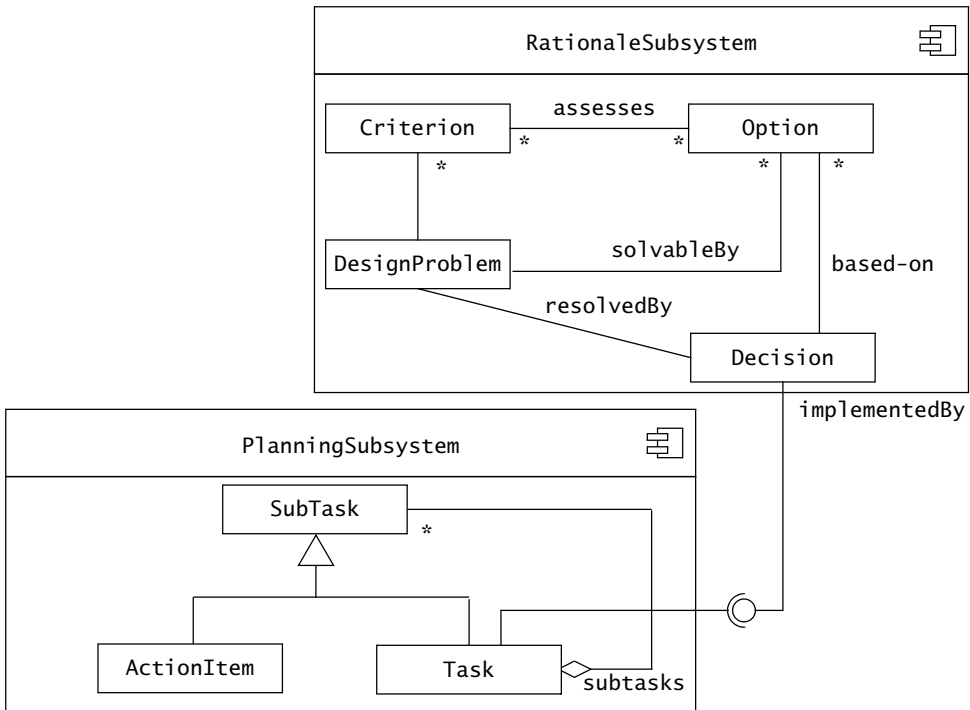 RationaleSubsystem
assesses
Criterion
Option
*
*
*
*
*
solvableBy
DesignProblem
based-on
resolvedBy
Decision
implementedBy
PlanningSubsystem
SubTask
*
ActionItem
Task
subtasks